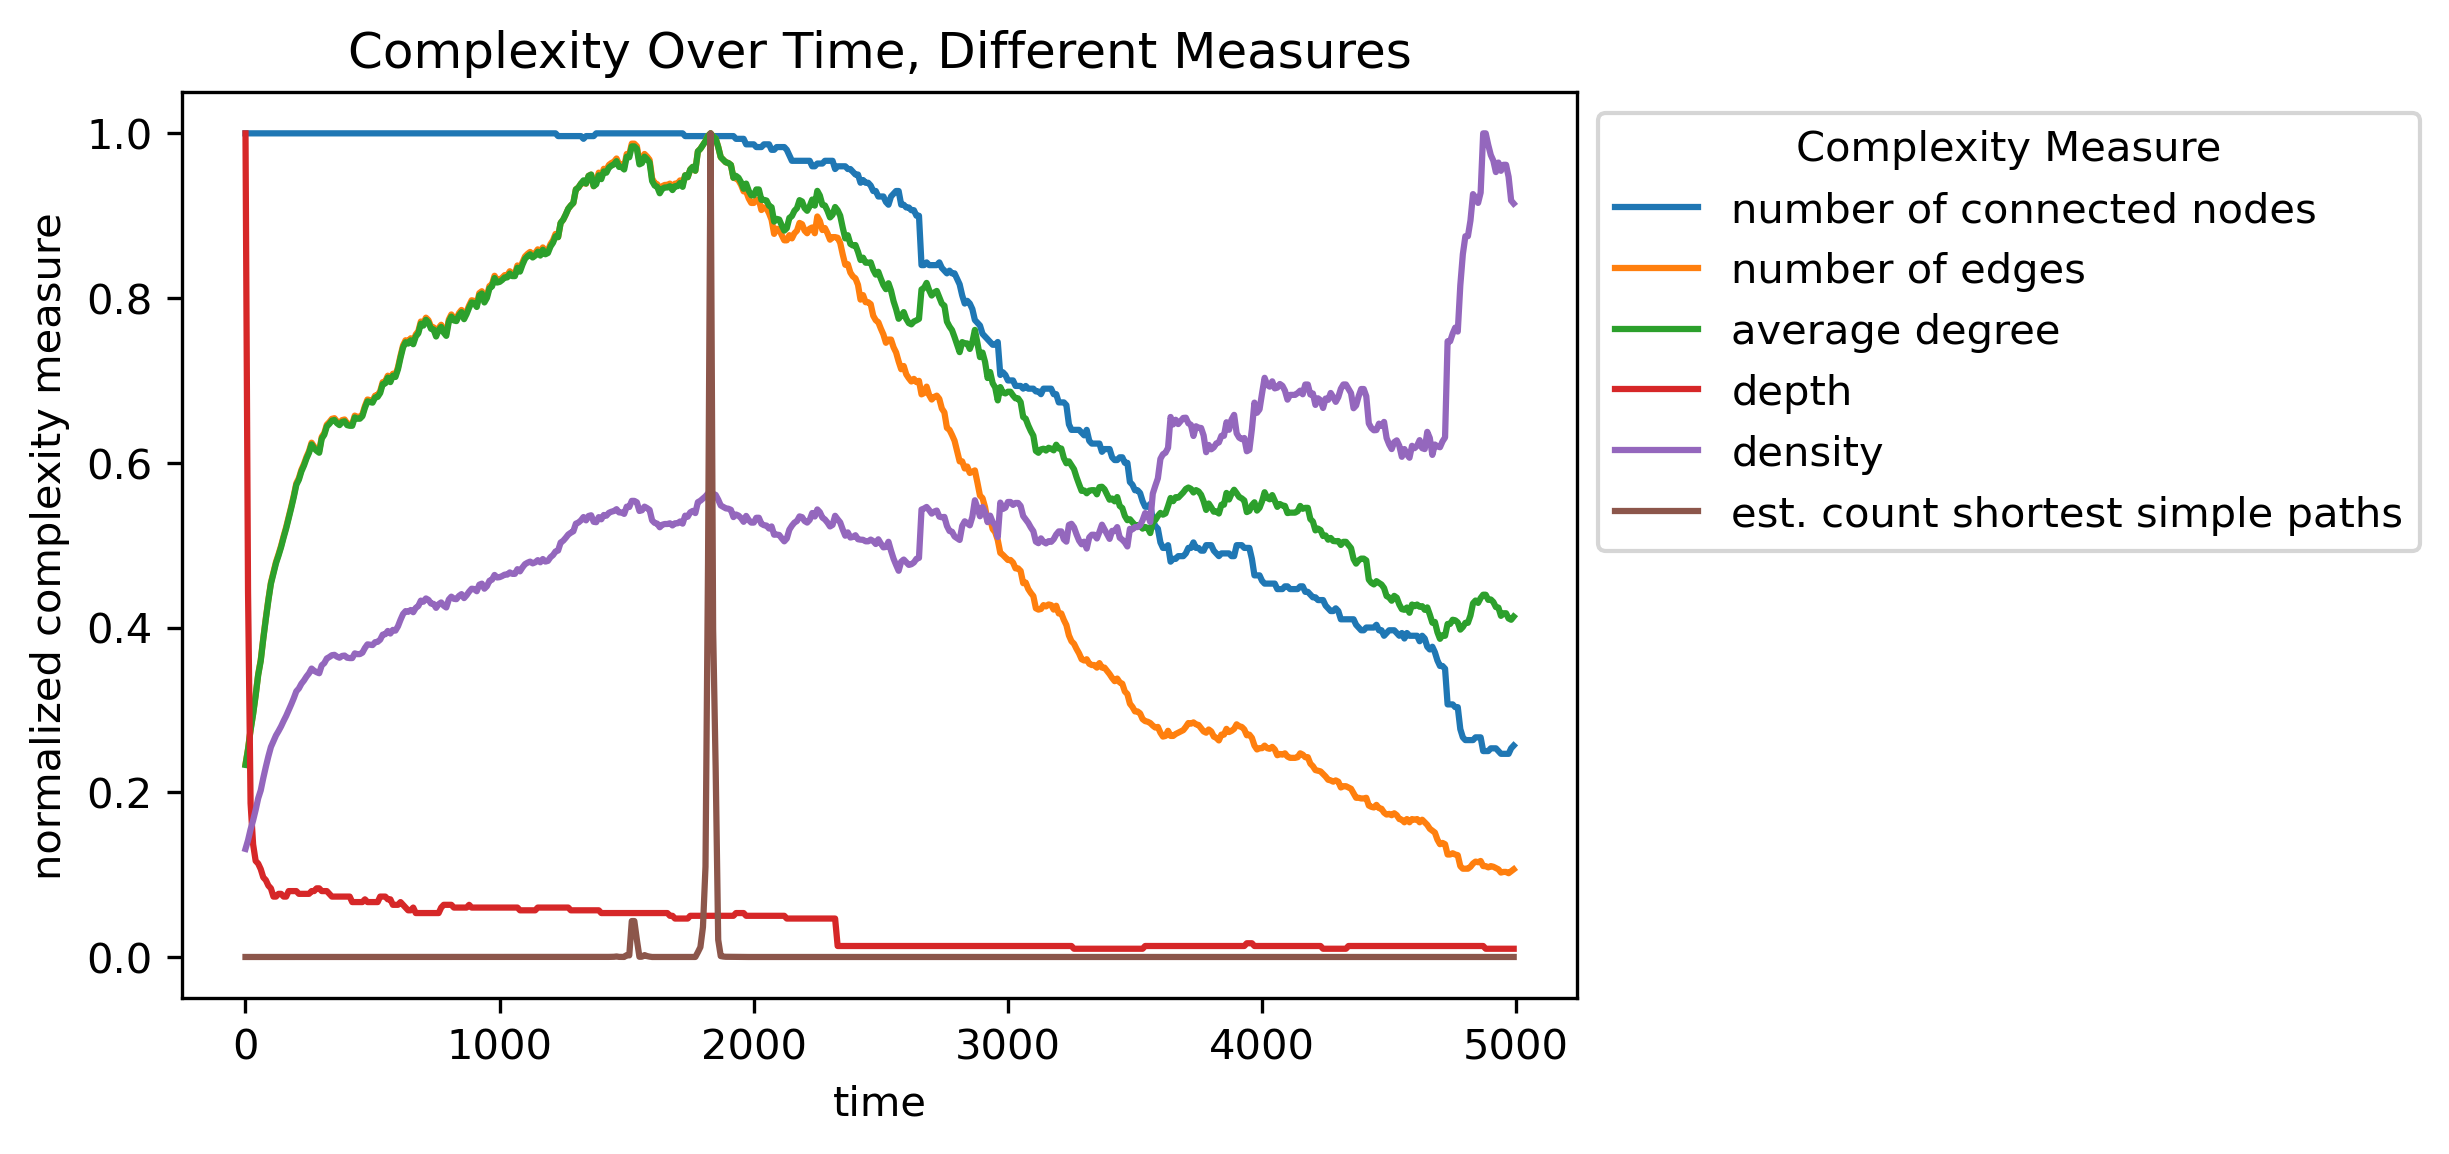 Complexity Over Time, Different Measures
normalized complexity measure
1.0
0.8
0.6
0.4
0.2
0.0
0 1000 2000 3000 4000 5000
time
Complexity Measure
number of connected nodes
number of edges
average degree
depth
density
est. count shortest simple paths